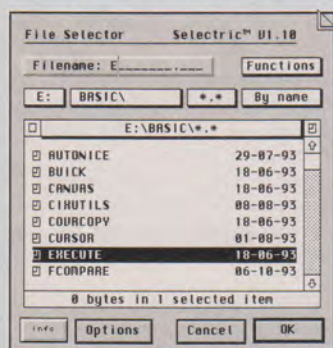 File Selector Selectric™ V1.10
Filename: E_______.___ Functions
E: BASIC\ *.* By name
E:\BASIC\*.*
AUTONICE 29-07-93
BUICK 18-06-93
CANVAS 18-06-93
CIXUTILS 08-08-93
COVRCOPY 18-06-93
CURSOR 01-08-93
EXECUTE 18-06-93
FCOMPARE 06-10-93
0 bytes in 1 selected item
Info Options Cancel OK